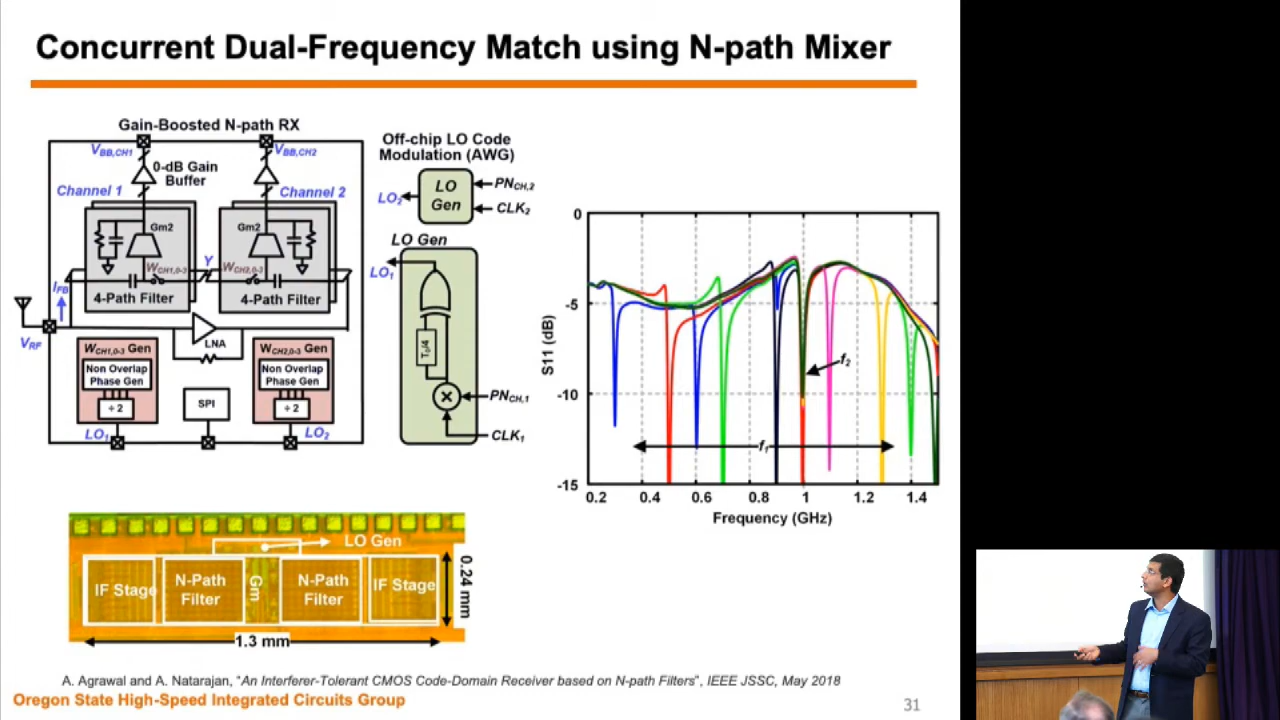 Concurrent Dual-Frequency Match using N-path Mixer
Gain-Boosted N-path RX
V_BB,CH1
V_BB,CH2
0-dB Gain
Buffer
Channel 1
Channel 2
Gm2
Gm2
W_CH1,0-3
Y
W_CH2,0-3
I_FB
4-Path Filter
4-Path Filter
V_RF
LNA
W_CH1,0-3 Gen
Non Overlap
Phase Gen
÷ 2
SPI
W_CH2,0-3 Gen
Non Overlap
Phase Gen
÷ 2
LO1
LO2
Off-chip LO Code
Modulation (AWG)
LO2
LO
Gen
PN_CH,2
CLK2
LO Gen
LO1
T0/4
PN_CH,1
CLK1
S11 (dB)
0
-5
-10
-15
f2
f1
0.2 0.4 0.6 0.8 1 1.2 1.4
Frequency (GHz)
LO Gen
IF Stage
N-Path
Filter
Gm
N-Path
Filter
IF Stage
0.24 mm
1.3 mm
A. Agrawal and A. Natarajan, "An Interferer-Tolerant CMOS Code-Domain Receiver based on N-path Filters", IEEE JSSC, May 2018
Oregon State High-Speed Integrated Circuits Group
31